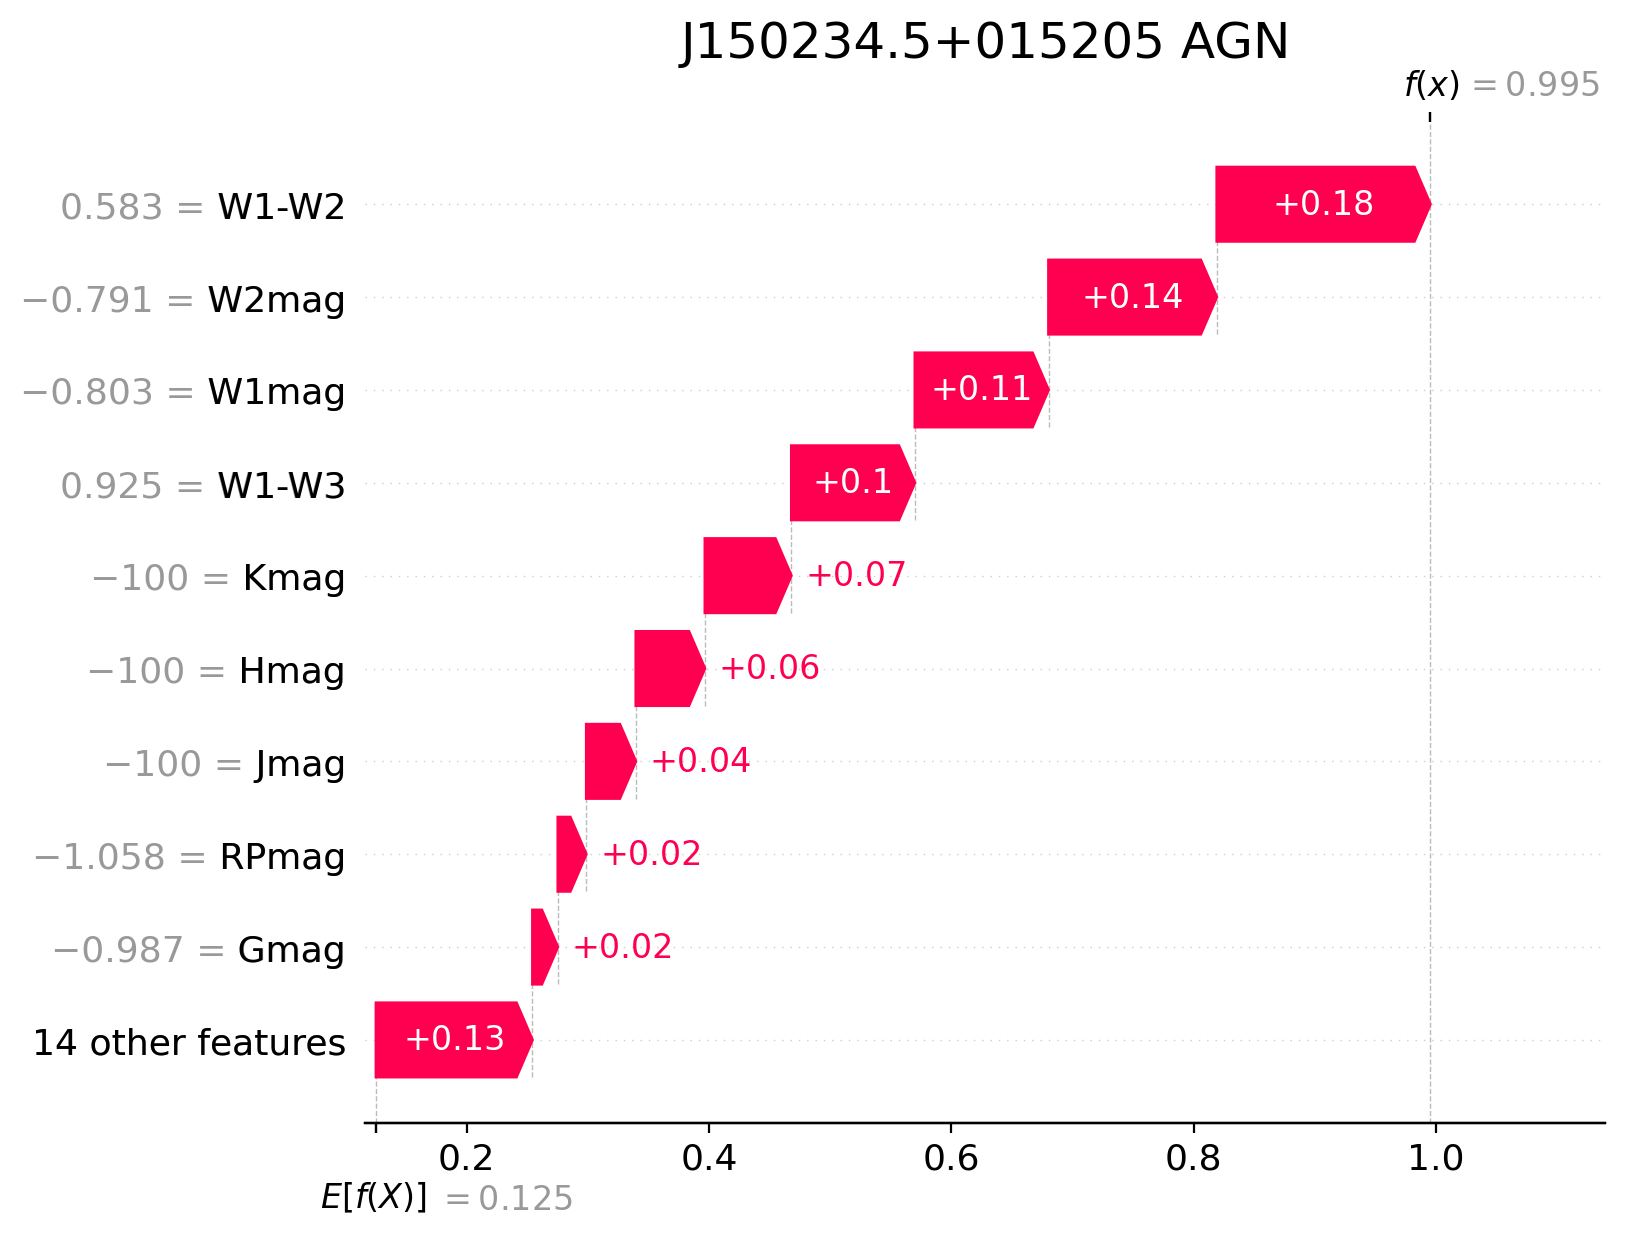 J150234.5+015205 AGN
f(x) = 0.995
0.583 = W1-W2
+0.18
−0.791 = W2mag
+0.14
−0.803 = W1mag
+0.11
0.925 = W1-W3
+0.1
−100 = Kmag
+0.07
−100 = Hmag
+0.06
−100 = Jmag
+0.04
−1.058 = RPmag
+0.02
−0.987 = Gmag
+0.02
14 other features
+0.13
0.2 0.4 0.6 0.8 1.0
E[f(X)] = 0.125